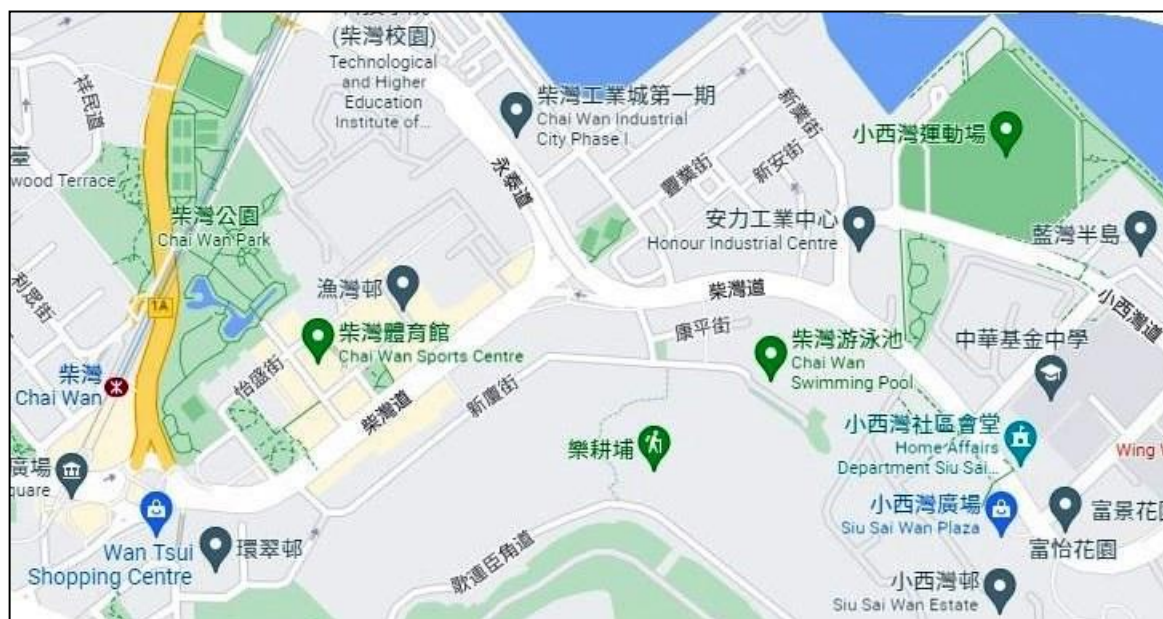 (柴灣校園)
Technological
and Higher
Education
Institute of...
祥民道
臺
wood Terrace
柴灣公園
Chai Wan Park
利眾街
1A
柴灣
Chai Wan
廣場
quare
Wan Tsui
Shopping Centre
環翠邨
怡盛街
漁灣邨
柴灣體育館
Chai Wan Sports Centre
柴灣道
新廈街
永泰道
柴灣工業城第一期
Chai Wan Industrial
City Phase I
豐業街
新安街
新業街
安力工業中心
Honour Industrial Centre
柴灣道
康平街
柴灣游泳池
Chai Wan
Swimming Pool
樂耕埔
歌連臣角道
小西灣運動場
藍灣半島
小西灣道
中華基金中學
小西灣社區會堂
Home Affairs
Department Siu Sai...
Wing W
小西灣廣場
Siu Sai Wan Plaza
富景花園
富怡花園
小西灣邨
Siu Sai Wan Estate